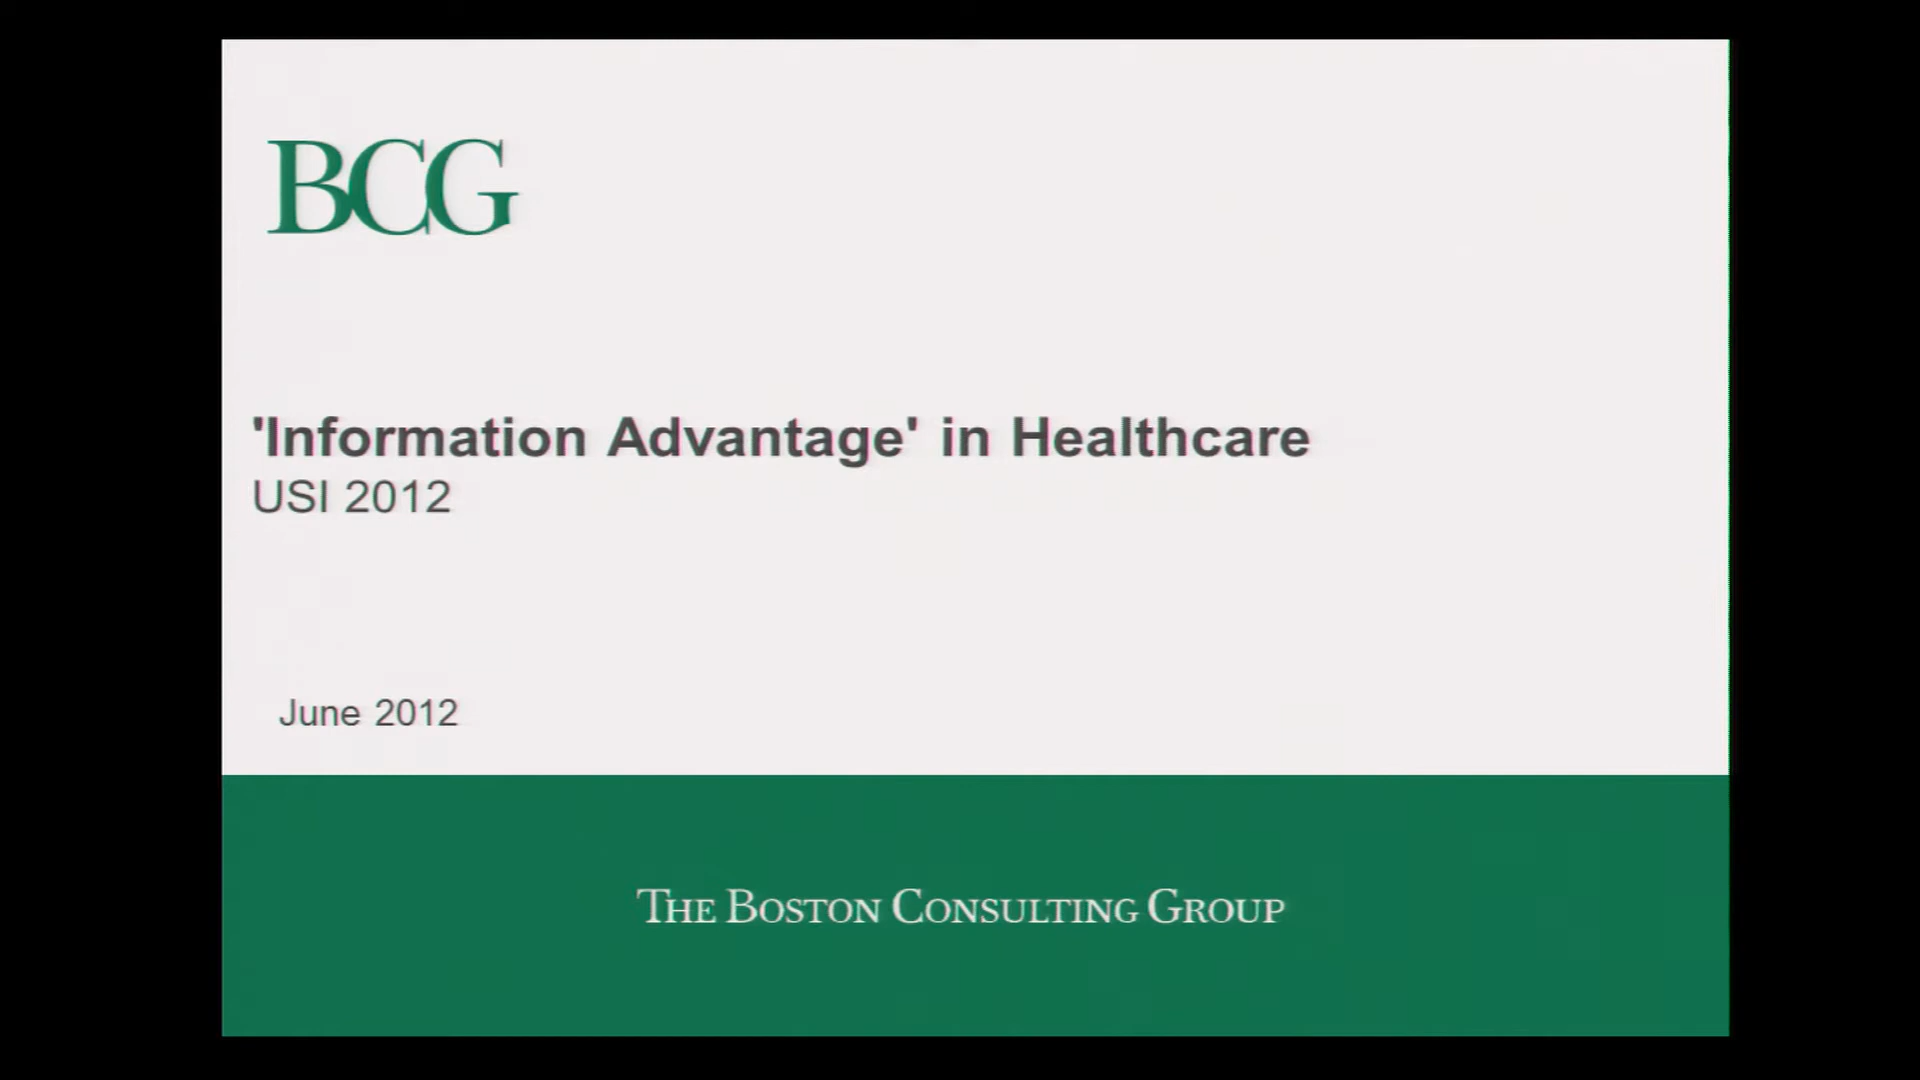 BCG
'Information Advantage' in Healthcare
USI 2012
June 2012
THE BOSTON CONSULTING GROUP